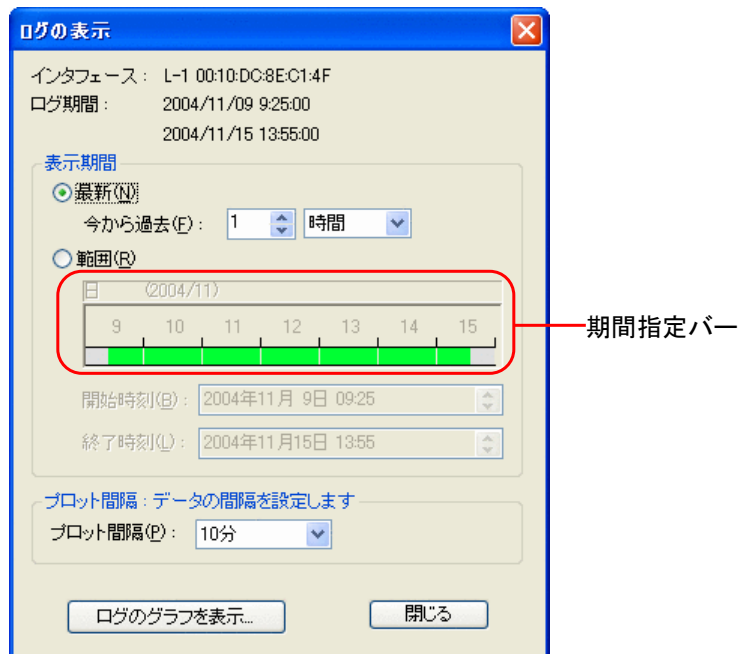 ログの表示
インタフェース： L-1 00:10:DC:8E:C1:4F
ログ期間： 2004/11/09 9:25:00
2004/11/15 13:55:00
表示期間
最新(N)
今から過去(F)： 1 時間
範囲(R)
日 (2004/11)
9 10 11 12 13 14 15
期間指定バー
開始時刻(B)： 2004年11月 9日 09:25
終了時刻(L)： 2004年11月15日 13:55
プロット間隔：データの間隔を設定します
プロット間隔(P)： 10分
ログのグラフを表示... 閉じる